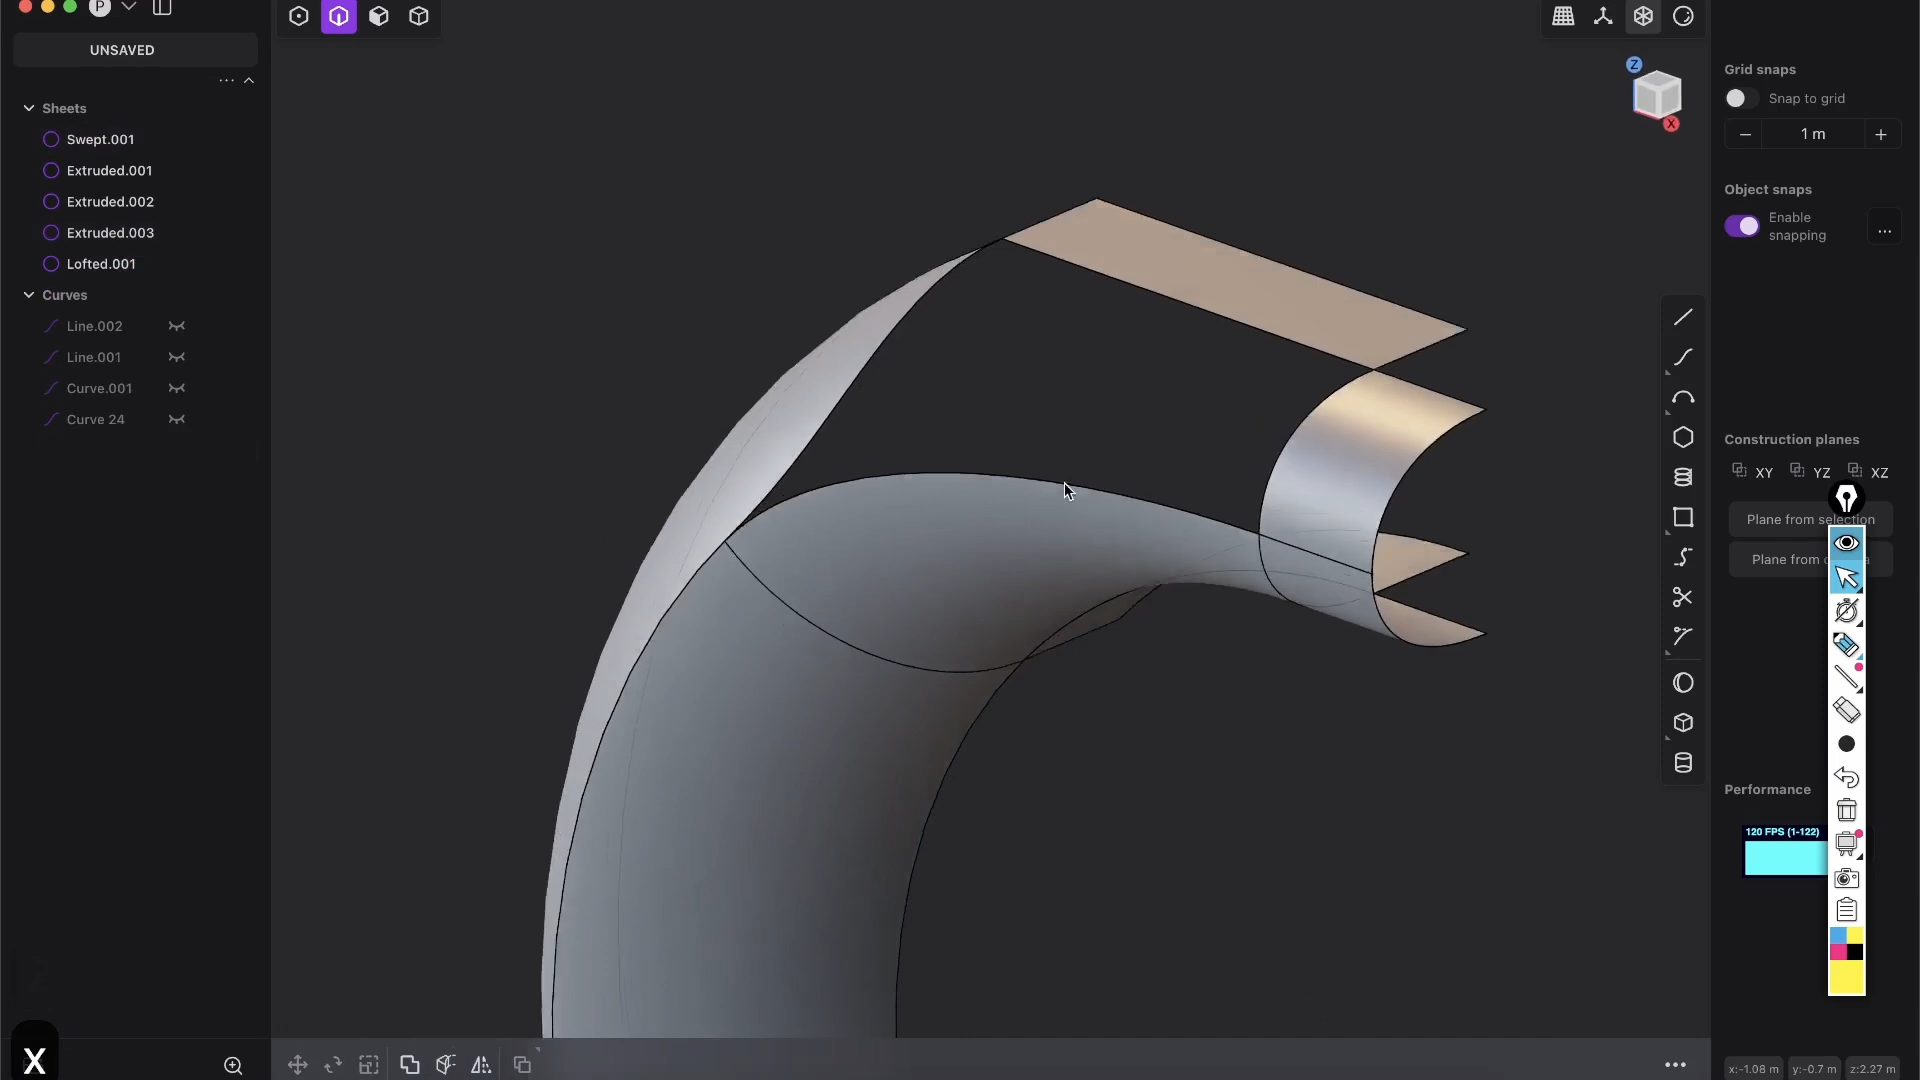 P
UNSAVED
Sheets
Swept.001
Extruded.001
Extruded.002
Extruded.003
Lofted.001
Curves
Line.002
Line.001
Curve.001
Curve 24
X
Z
X
Grid snaps
Snap to grid
1 m
Object snaps
Enable
snapping
Construction planes
XY YZ XZ
Plane from selection
Plane from
Performance
120 FPS (1-122)
x:-1.08 m y:-0.7 m z:2.27 m